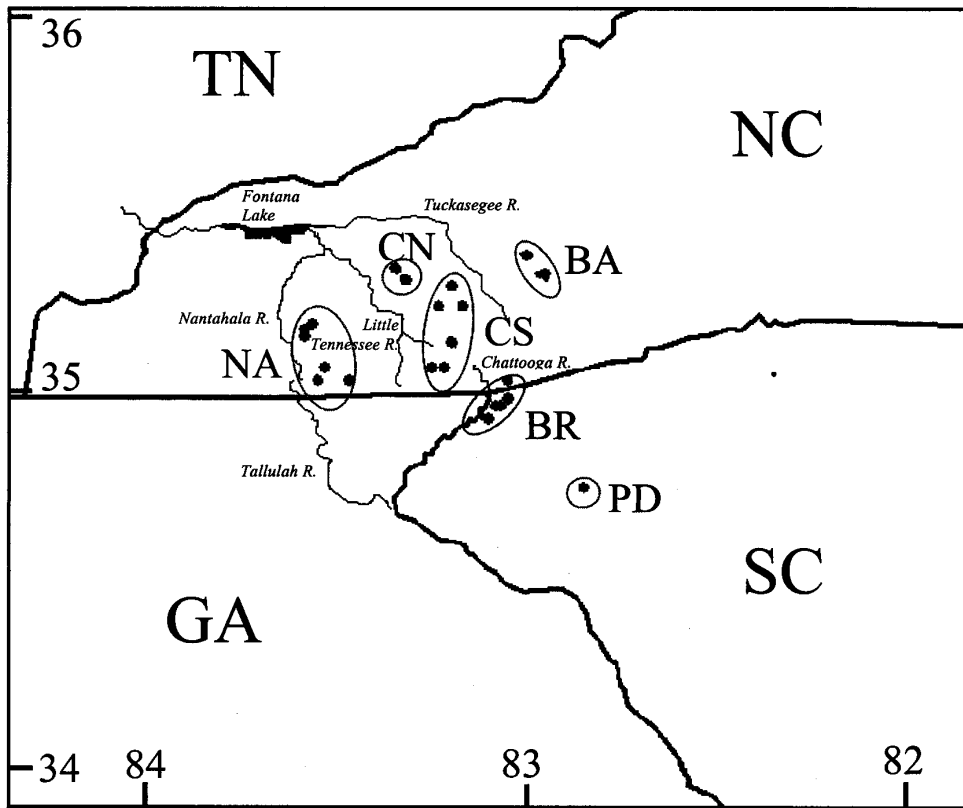 36
TN
NC
Fontana
Lake
Tuckasegee R.
CN
BA
Nantahala R.
Little
Tennessee R.
CS
NA
Chattooga R.
35
BR
Tallulah R.
PD
SC
GA
34
84
83
82